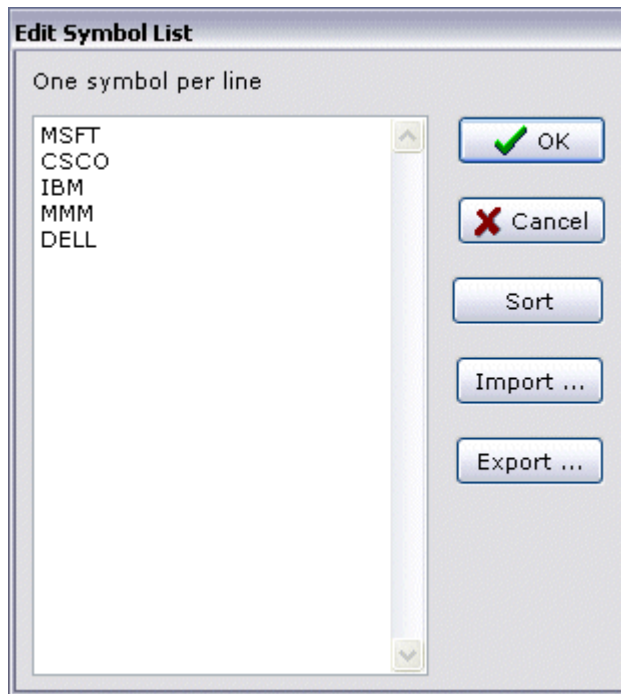 Edit Symbol List
One symbol per line
MSFT
CSCO
IBM
MMM
DELL
OK
Cancel
Sort
Import ...
Export ...